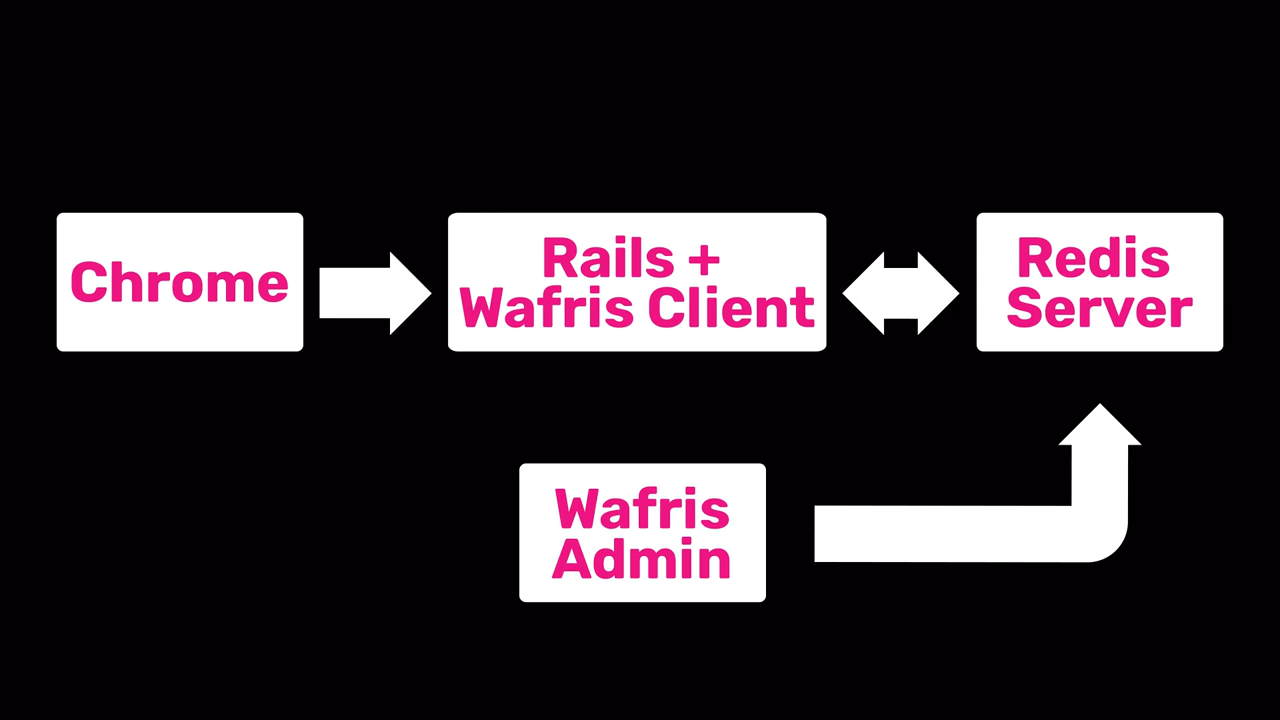 Chrome
Rails +
Wafris Client
Redis
Server
Wafris
Admin